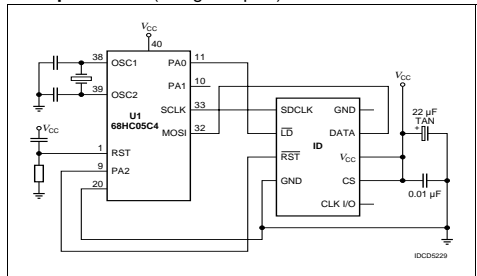 VCC
40
38
OSC1
PA0
11
PA1
10
39
OSC2
U1
68HC05C4
SCLK
33
MOSI
32
VCC
1
RST
9
PA2
20
SDCLK
GND
LD
DATA
ID
RST
VCC
GND
CS
CLK I/O
VCC
22 µF
TAN
+
0.01 µF
IDCD5229